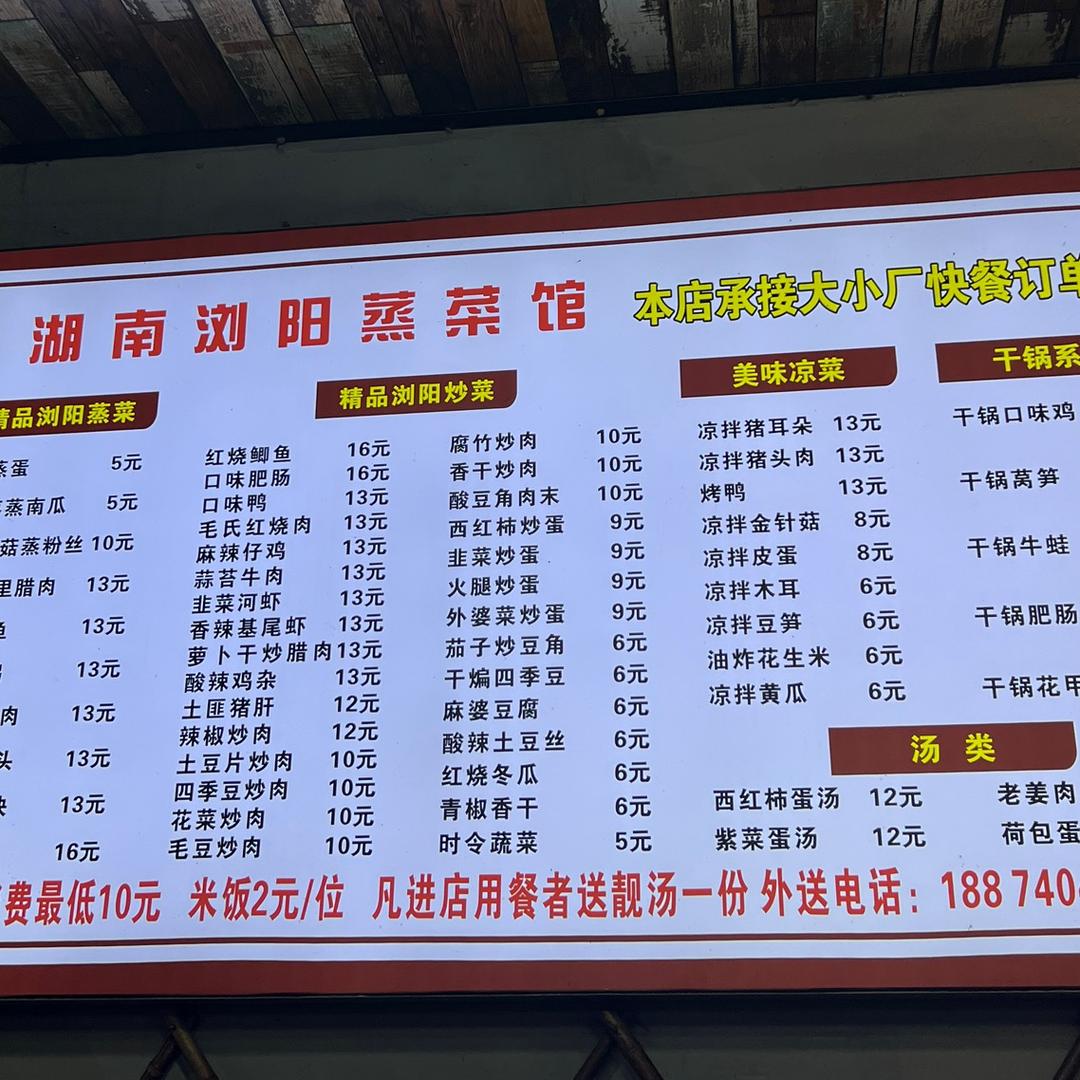 湖南浏阳蒸菜馆
本店承接大小厂快餐订单
精品浏阳蒸菜
蒸蛋 5元
蒸南瓜 5元
菇蒸粉丝 10元
里腊肉 13元
鱼 13元
13元
肉 13元
头 13元
块 13元
16元
精品浏阳炒菜
红烧鲫鱼 16元
口味肥肠 16元
口味鸭 13元
毛氏红烧肉 13元
麻辣仔鸡 13元
蒜苔牛肉 13元
韭菜河虾 13元
香辣基尾虾 13元
萝卜干炒腊肉 13元
酸辣鸡杂 13元
土匪猪肝 12元
辣椒炒肉 12元
土豆片炒肉 10元
四季豆炒肉 10元
花菜炒肉 10元
毛豆炒肉 10元
腐竹炒肉 10元
香干炒肉 10元
酸豆角肉末 10元
西红柿炒蛋 9元
韭菜炒蛋 9元
火腿炒蛋 9元
外婆菜炒蛋 9元
茄子炒豆角 6元
干煸四季豆 6元
麻婆豆腐 6元
酸辣土豆丝 6元
红烧冬瓜 6元
青椒香干 6元
时令蔬菜 5元
美味凉菜
凉拌猪耳朵 13元
凉拌猪头肉 13元
烤鸭 13元
凉拌金针菇 8元
凉拌皮蛋 8元
凉拌木耳 6元
凉拌豆笋 6元
油炸花生米 6元
凉拌黄瓜 6元
干锅系
干锅口味鸡
干锅莴笋
干锅牛蛙
干锅肥肠
干锅花甲
汤类
西红柿蛋汤 12元 老姜肉
紫菜蛋汤 12元 荷包蛋
费最低10元 米饭2元/位 凡进店用餐者送靓汤一份 外送电话：188 740